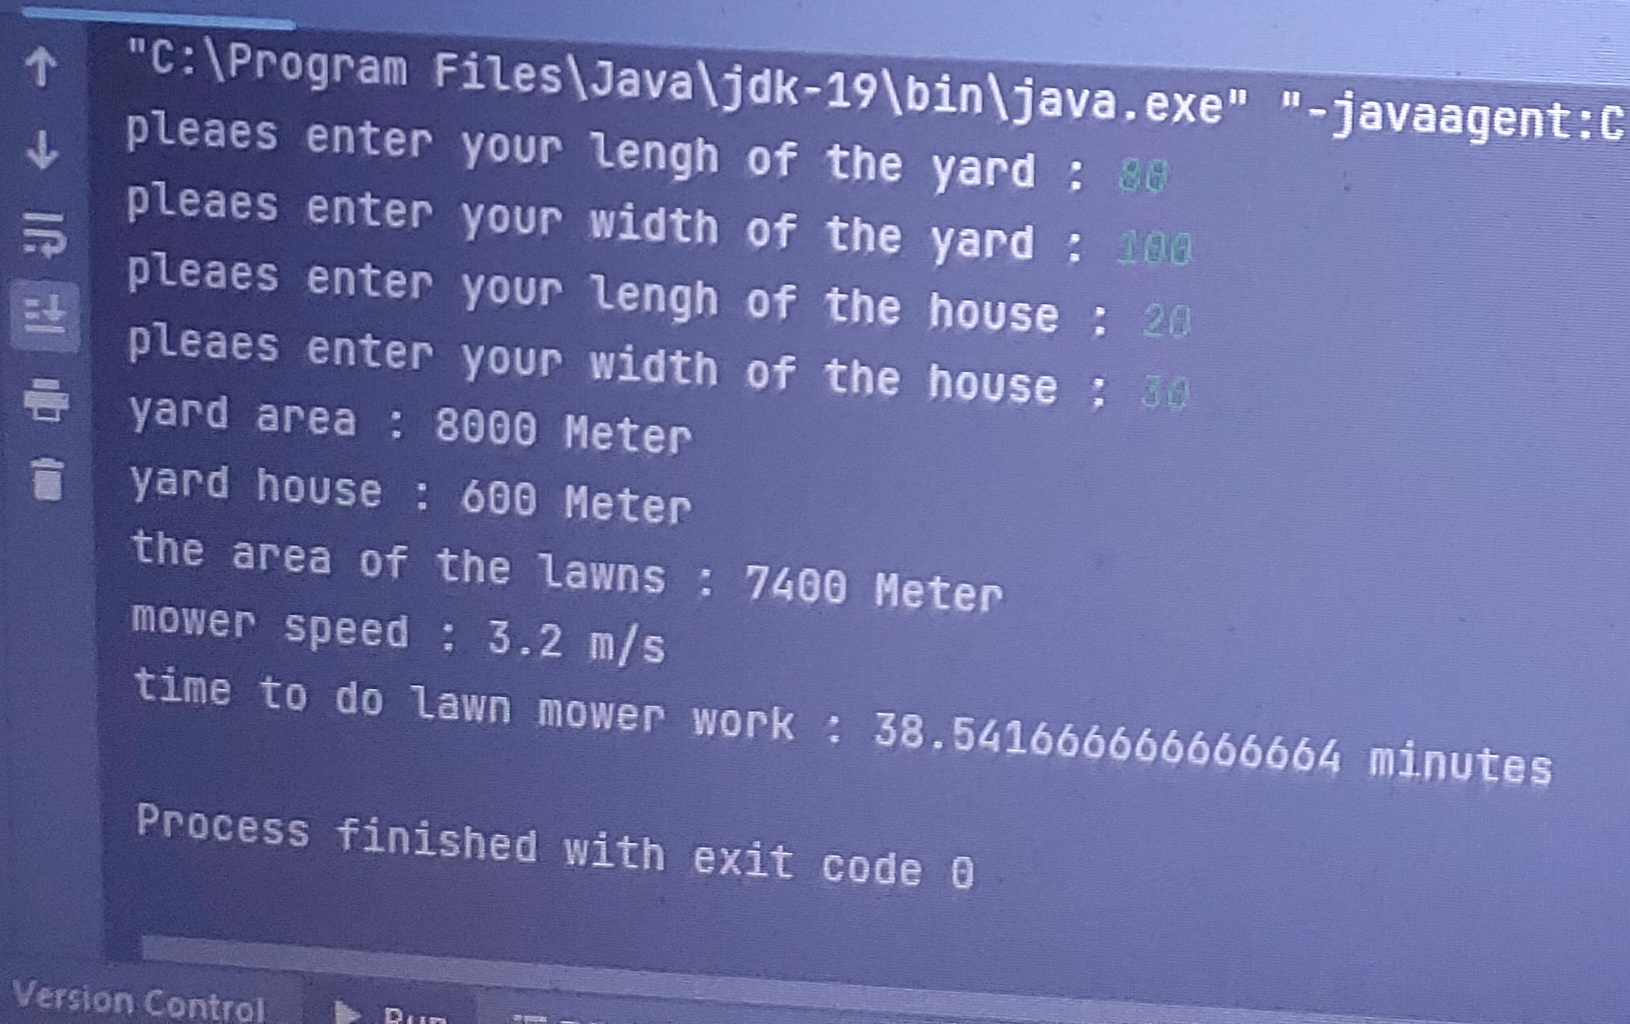 "C:\Program Files\Java\jdk-19\bin\java.exe" "-javaagent:C
pleaes enter your lengh of the yard : 80
pleaes enter your width of the yard : 100
pleaes enter your lengh of the house : 20
pleaes enter your width of the house : 30
yard area : 8000 Meter
yard house : 600 Meter
the area of the lawns : 7400 Meter
mower speed : 3.2 m/s
time to do lawn mower work : 38.541666666666664 minutes
Process finished with exit code 0
Version Control Run